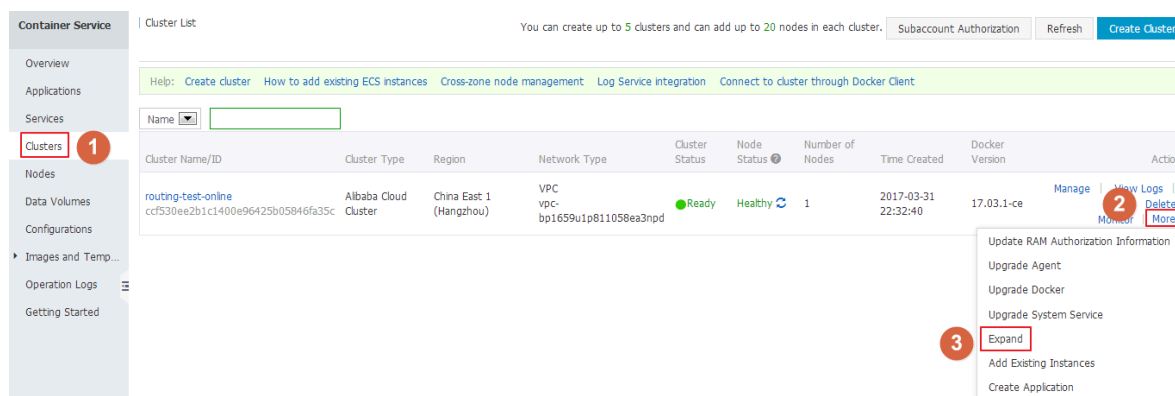 Container Service
Cluster List
You can create up to 5 clusters and can add up to 20 nodes in each cluster.
Subaccount Authorization
Refresh
Create Cluster
Overview
Applications
Services
Clusters
1
Nodes
Data Volumes
Configurations
Images and Temp...
Operation Logs
Getting Started
Help: Create cluster How to add existing ECS instances Cross-zone node management Log Service integration Connect to cluster through Docker Client
Name
Cluster Name/ID
Cluster Type
Region
Network Type
Cluster Status
Node Status
Number of Nodes
Time Created
Docker Version
Actio
routing-test-online
ccf530ee2b1c1400e96425b05846fa35c
Alibaba Cloud Cluster
China East 1 (Hangzhou)
VPC
vpc-
bp1659u1p811058ea3npd
Ready
Healthy
1
2017-03-31
22:32:40
17.03.1-ce
Manage
View Logs
2
Delete
Monitor
More
Update RAM Authorization Information
Upgrade Agent
Upgrade Docker
Upgrade System Service
3
Expand
Add Existing Instances
Create Application